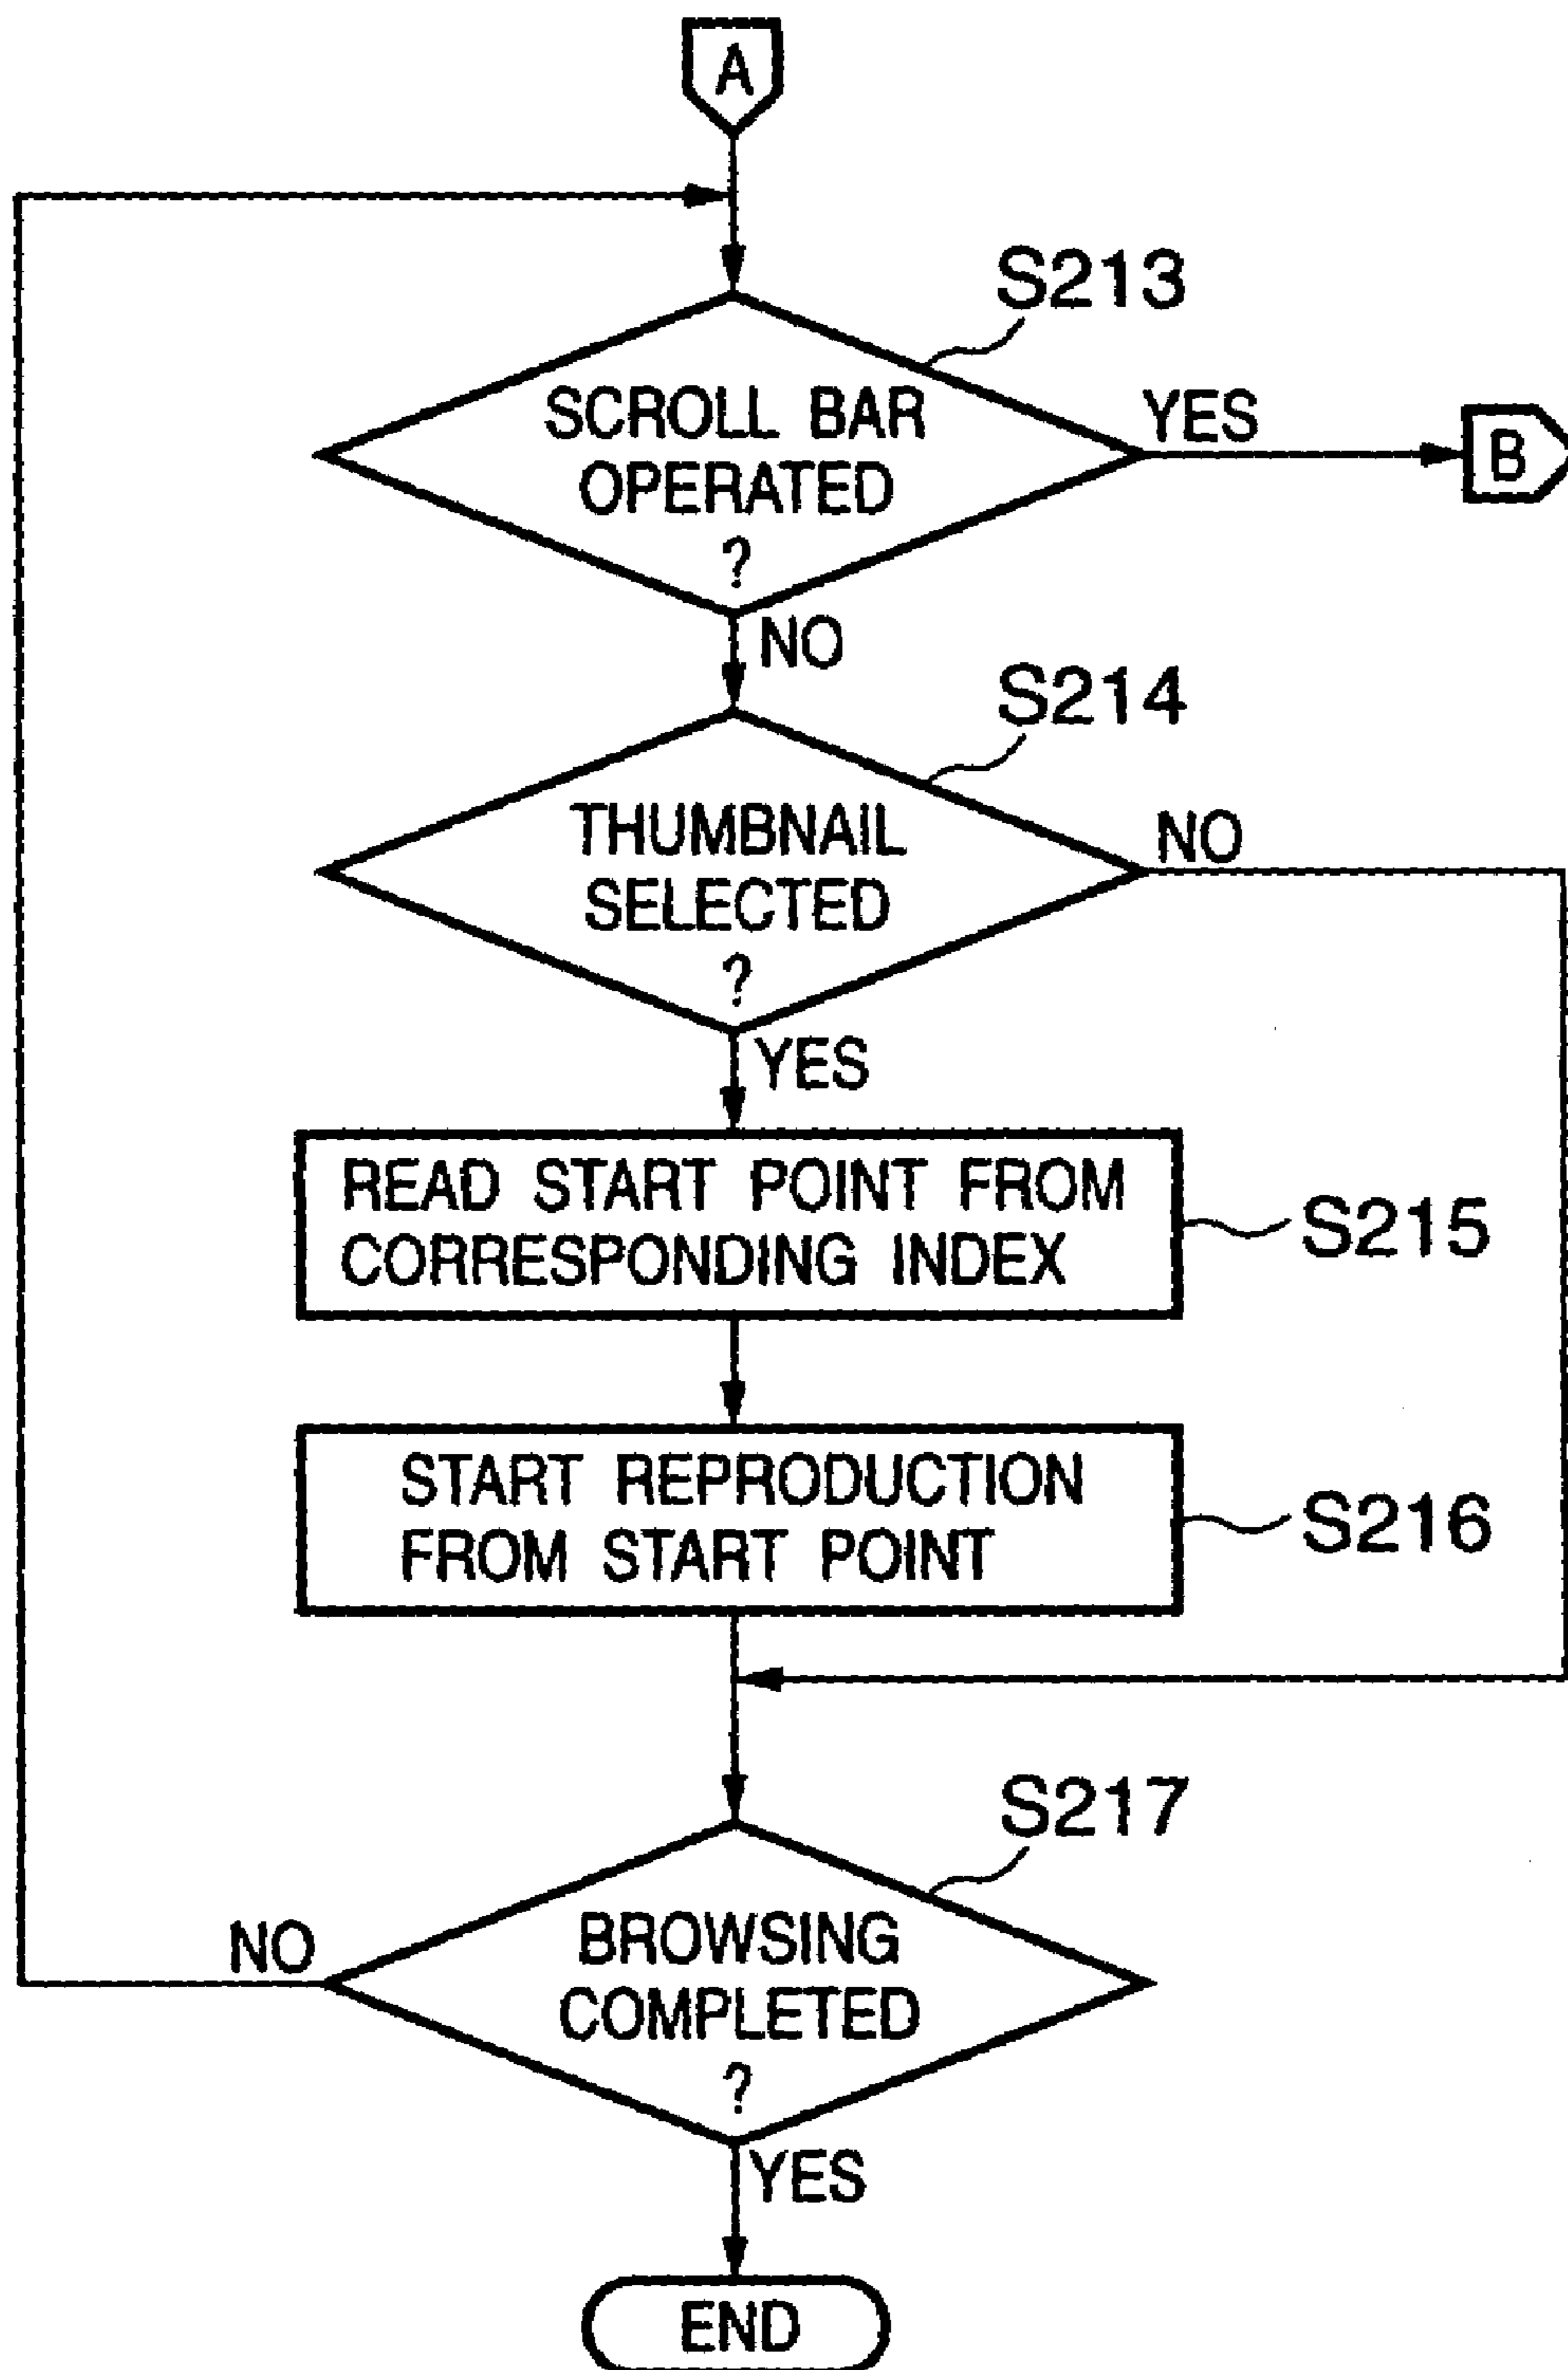 A
S213
SCROLL BAR
OPERATED
?
YES
B
NO
S214
THUMBNAIL
SELECTED
?
NO
YES
READ START POINT FROM
CORRESPONDING INDEX
S215
START REPRODUCTION
FROM START POINT
S216
S217
BROWSING
COMPLETED
?
NO
YES
END